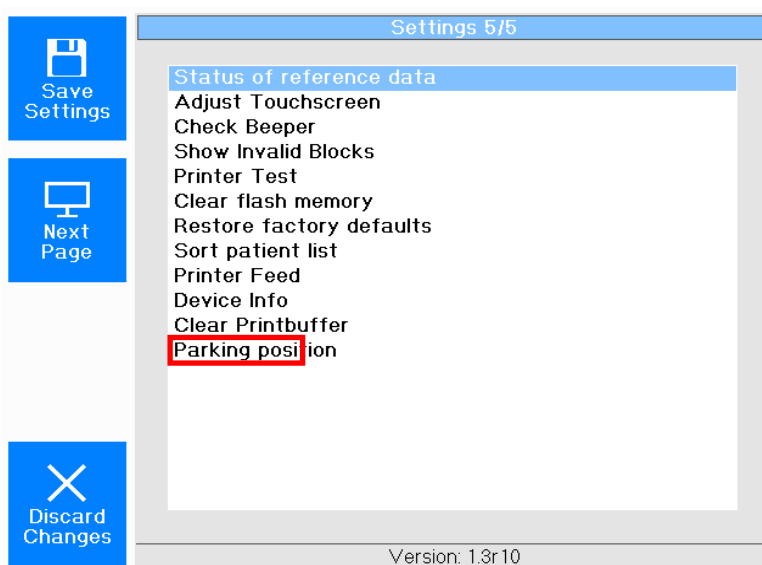 Settings 5/5
Save
Settings
Next
Page
Discard
Changes
Status of reference data
Adjust Touchscreen
Check Beeper
Show Invalid Blocks
Printer Test
Clear flash memory
Restore factory defaults
Sort patient list
Printer Feed
Device Info
Clear Printbuffer
Parking position
Version: 1.3r10